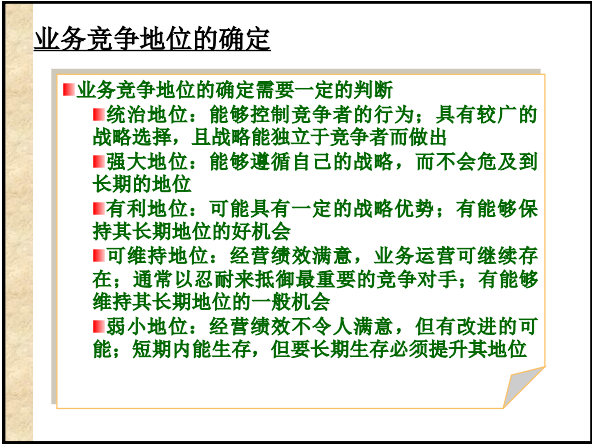 业务竞争地位的确定
业务竞争地位的确定需要一定的判断
统治地位：能够控制竞争者的行为；具有较广的
战略选择，且战略能独立于竞争者而做出
强大地位：能够遵循自己的战略，而不会危及到
长期的地位
有利地位：可能具有一定的战略优势；有能够保
持其长期地位的好机会
可维持地位：经营绩效满意，业务运营可继续存
在；通常以忍耐来抵御最重要的竞争对手；有能够
维持其长期地位的一般机会
弱小地位：经营绩效不令人满意，但有改进的可
能；短期内能生存，但要长期生存必须提升其地位